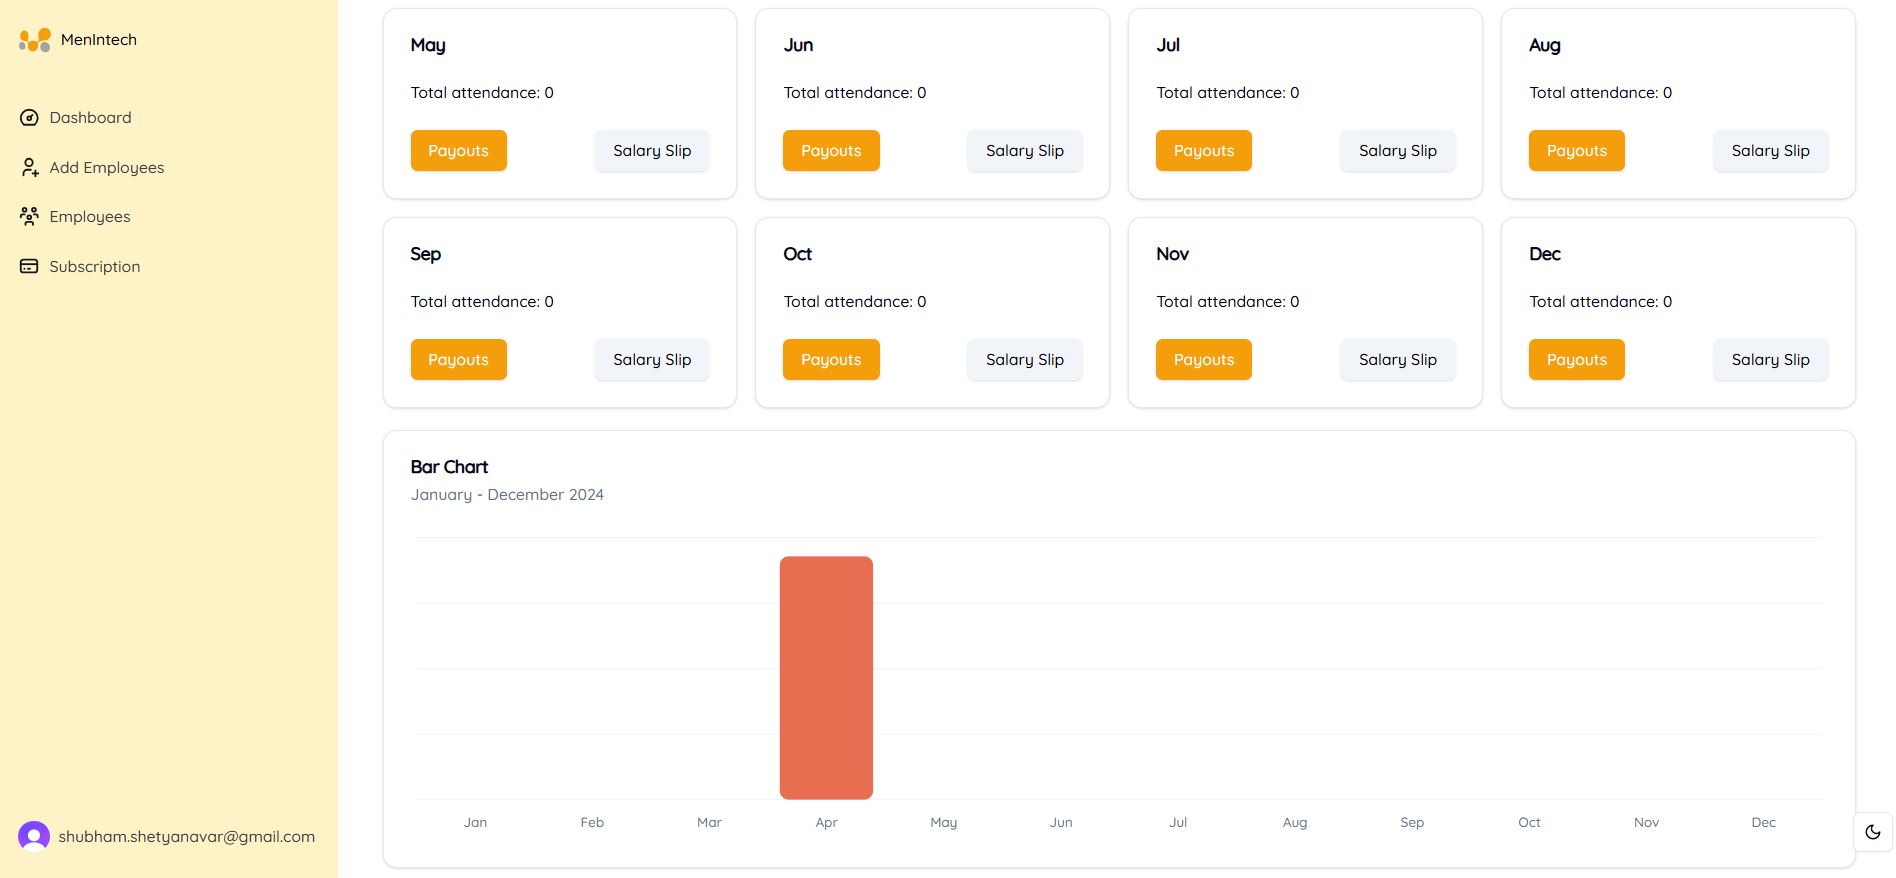 MenIntech
Dashboard
Add Employees
Employees
Subscription
shubham.shetyanavar@gmail.com
May
Total attendance: 0
Payouts
Salary Slip
Jun
Total attendance: 0
Payouts
Salary Slip
Jul
Total attendance: 0
Payouts
Salary Slip
Aug
Total attendance: 0
Payouts
Salary Slip
Sep
Total attendance: 0
Payouts
Salary Slip
Oct
Total attendance: 0
Payouts
Salary Slip
Nov
Total attendance: 0
Payouts
Salary Slip
Dec
Total attendance: 0
Payouts
Salary Slip
Bar Chart
January - December 2024
Jan Feb Mar Apr May Jun Jul Aug Sep Oct Nov Dec